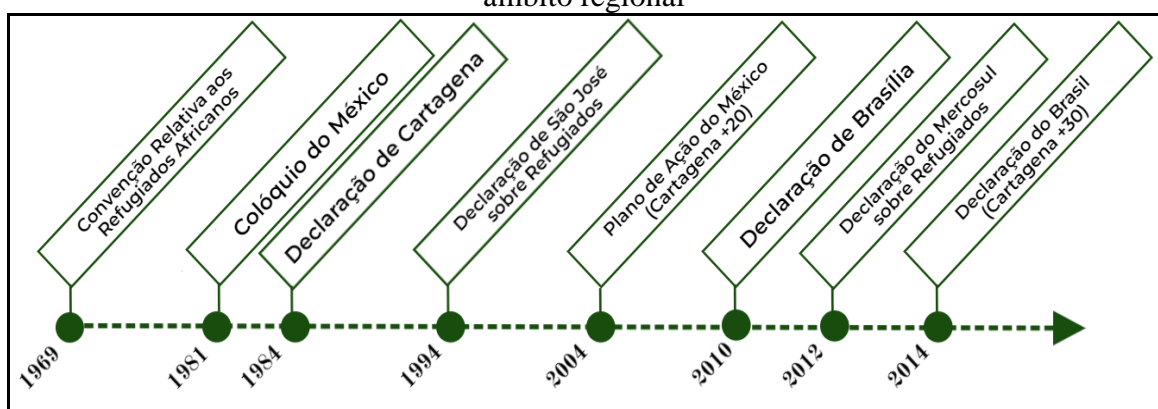 âmbito regional
Convenção Relativa aos
Refugiados Africanos
Colóquio do México
Declaração de Cartagena
Declaração de São José
sobre Refugiados
Plano de Ação do México
(Cartagena +20)
Declaração de Brasília
Declaração do Mercosul
sobre Refugiados
Declaração do Brasil
(Cartagena +30)
1969
1981
1984
1994
2004
2010
2012
2014